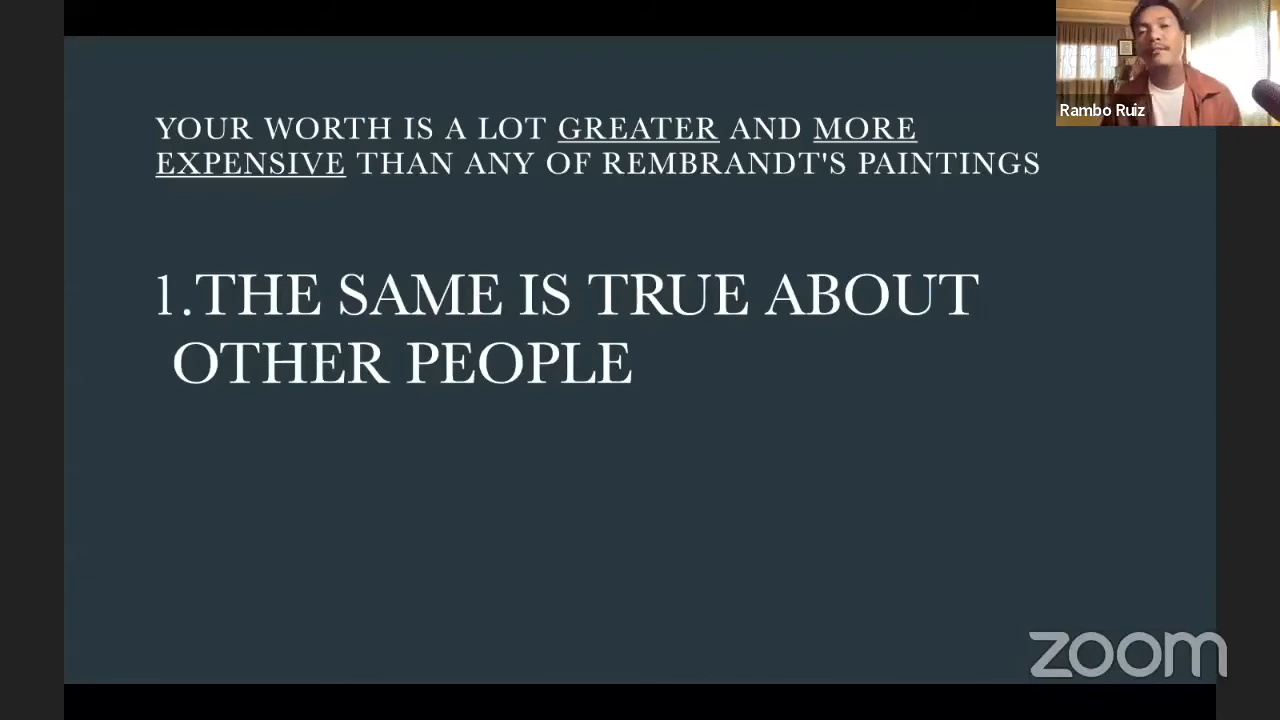 Rambo Ruiz
YOUR WORTH IS A LOT GREATER AND MORE
EXPENSIVE THAN ANY OF REMBRANDT'S PAINTINGS
1.THE SAME IS TRUE ABOUT
OTHER PEOPLE
zoom